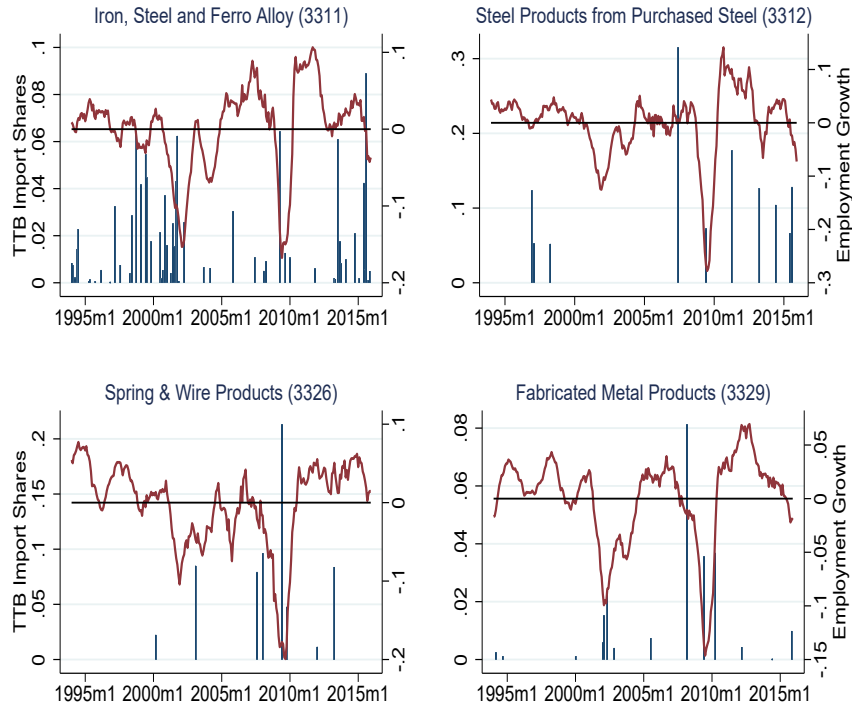 Iron, Steel and Ferro Alloy (3311)
TTB Import Shares
0 .02 .04 .06 .08 .1
-.2 -.1 0 .1
1995m1 2000m1 2005m1 2010m1 2015m1
Steel Products from Purchased Steel (3312)
0 .1 .2 .3
-.3 -.2 -.1 0 .1
Employment Growth
1995m1 2000m1 2005m1 2010m1 2015m1
Spring & Wire Products (3326)
TTB Import Shares
0 .05 .1 .15 .2
-.2 -.1 0 .1
1995m1 2000m1 2005m1 2010m1 2015m1
Fabricated Metal Products (3329)
0 .02 .04 .06 .08
-.15 -.1 -.05 0 .05
Employment Growth
1995m1 2000m1 2005m1 2010m1 2015m1